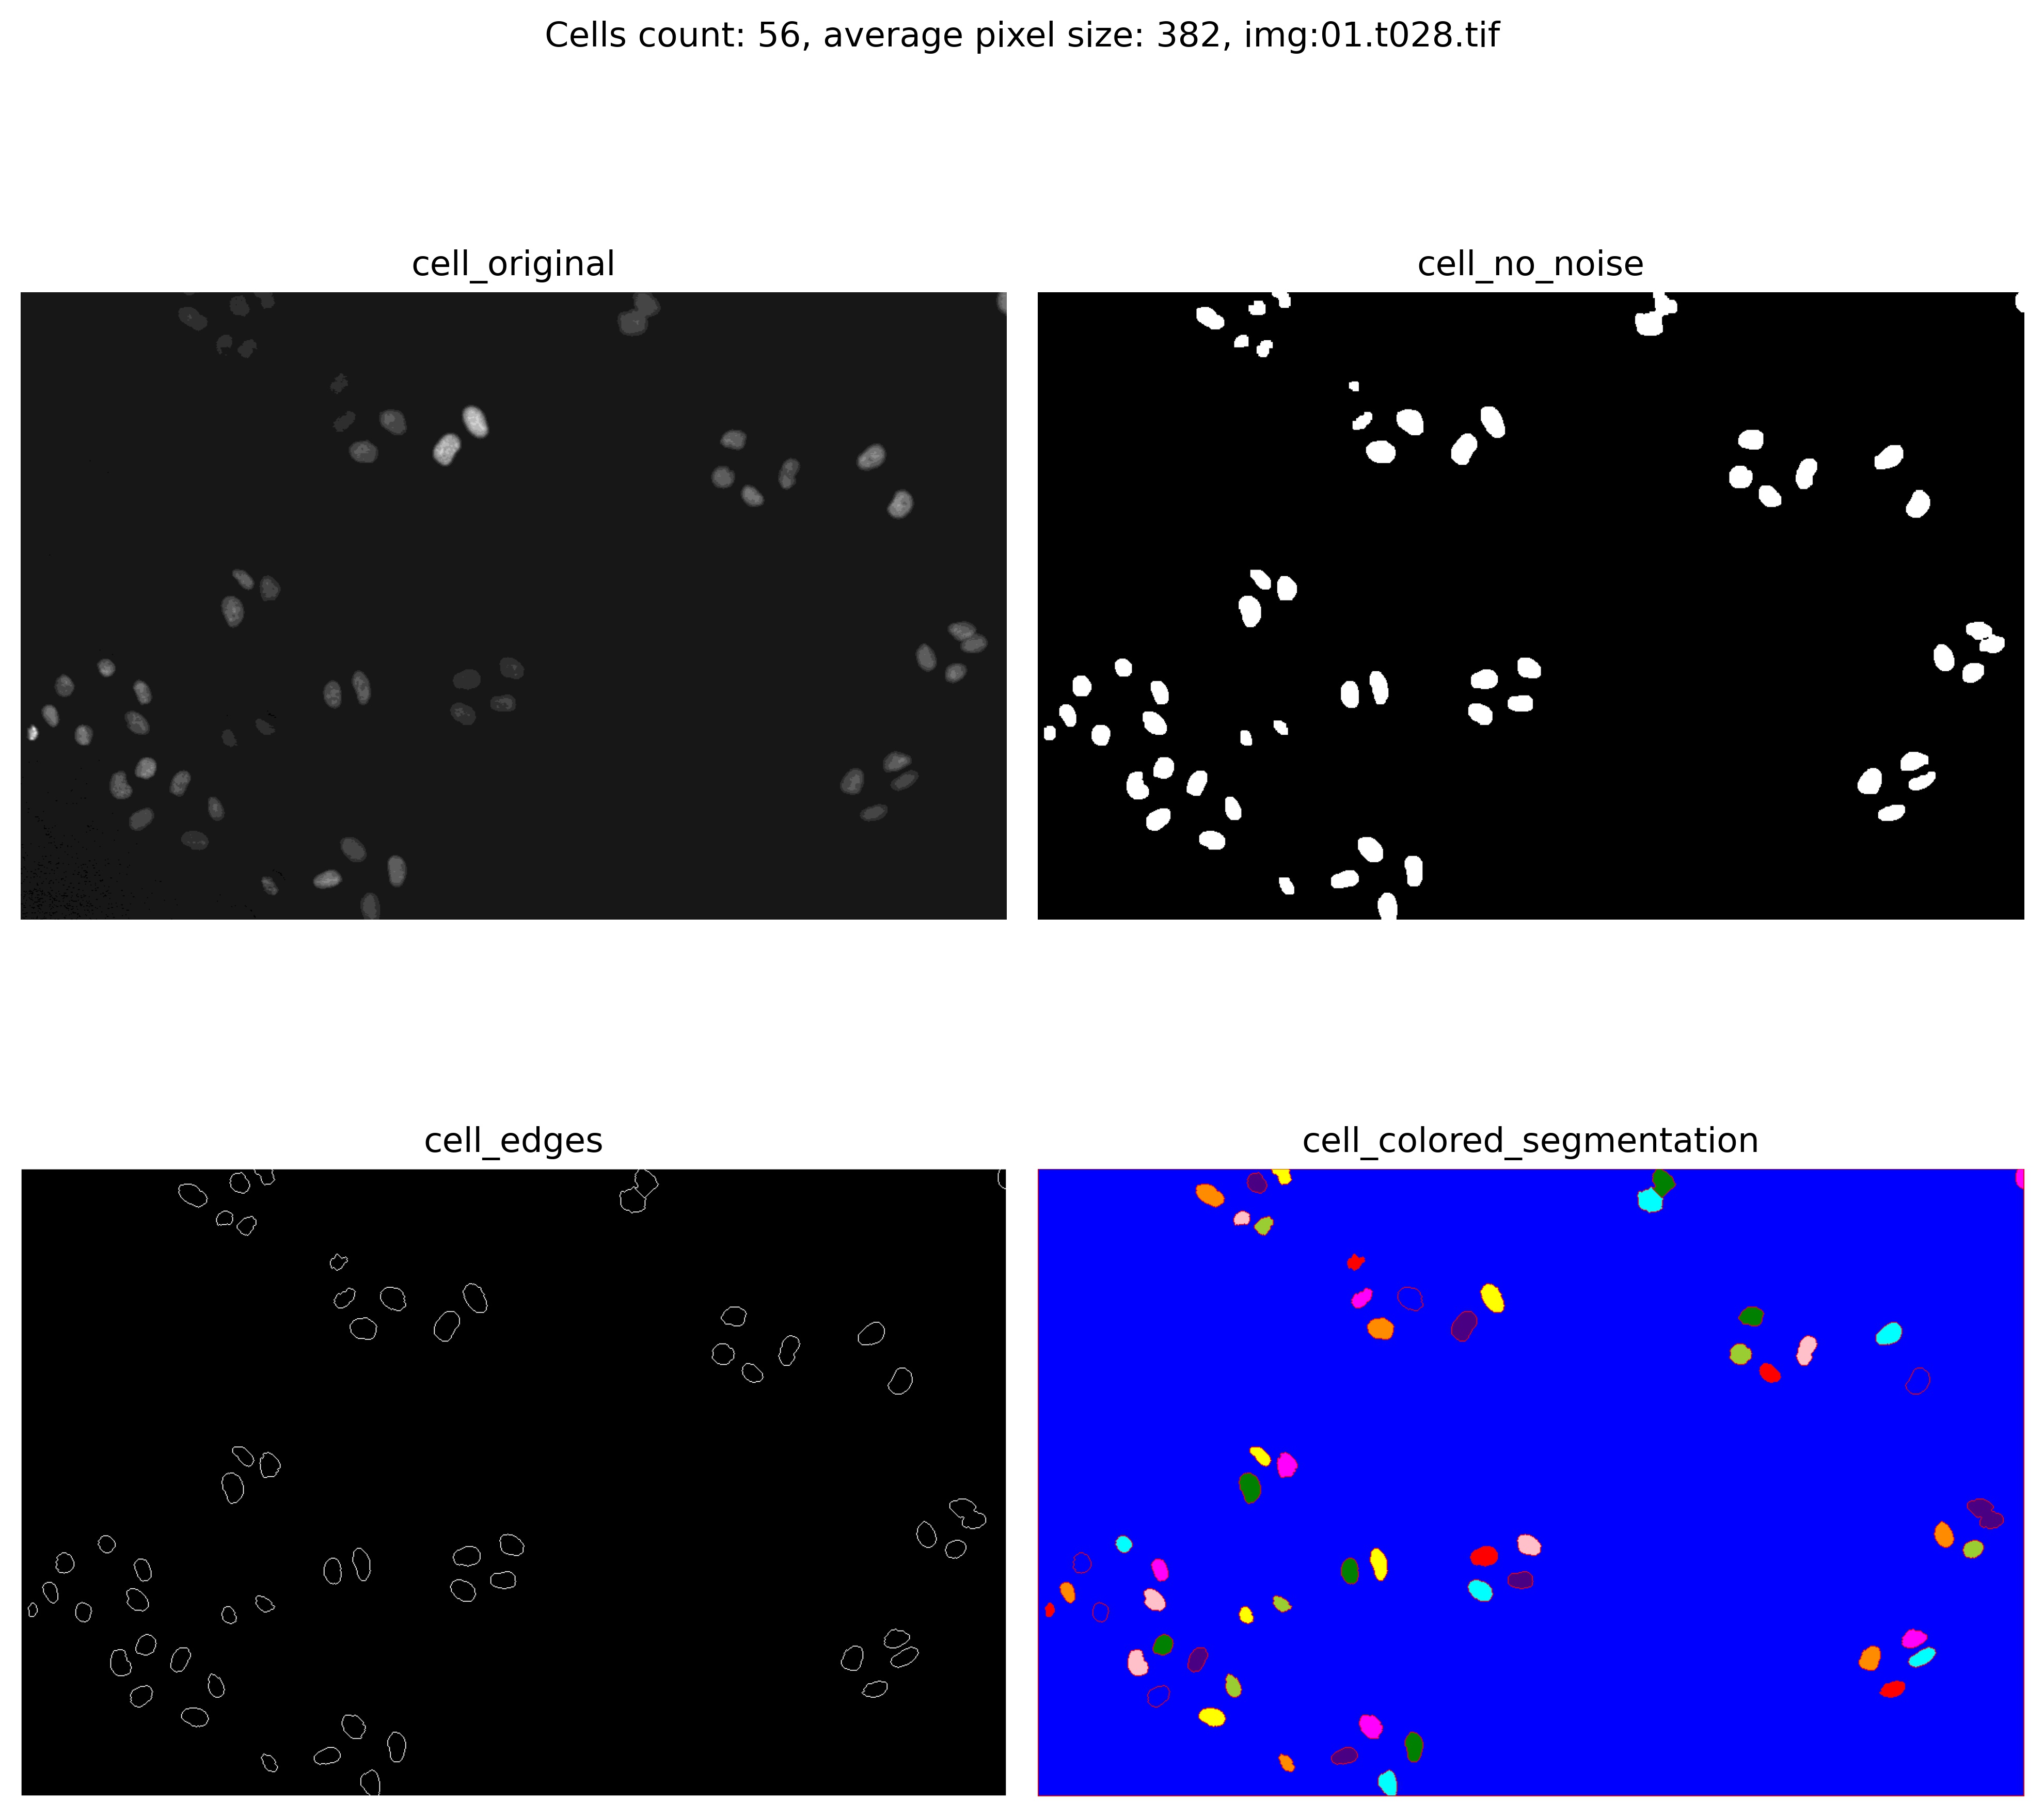 Cells count: 56, average pixel size: 382, img:01.t028.tif
cell_original
cell_no_noise
cell_edges
cell_colored_segmentation